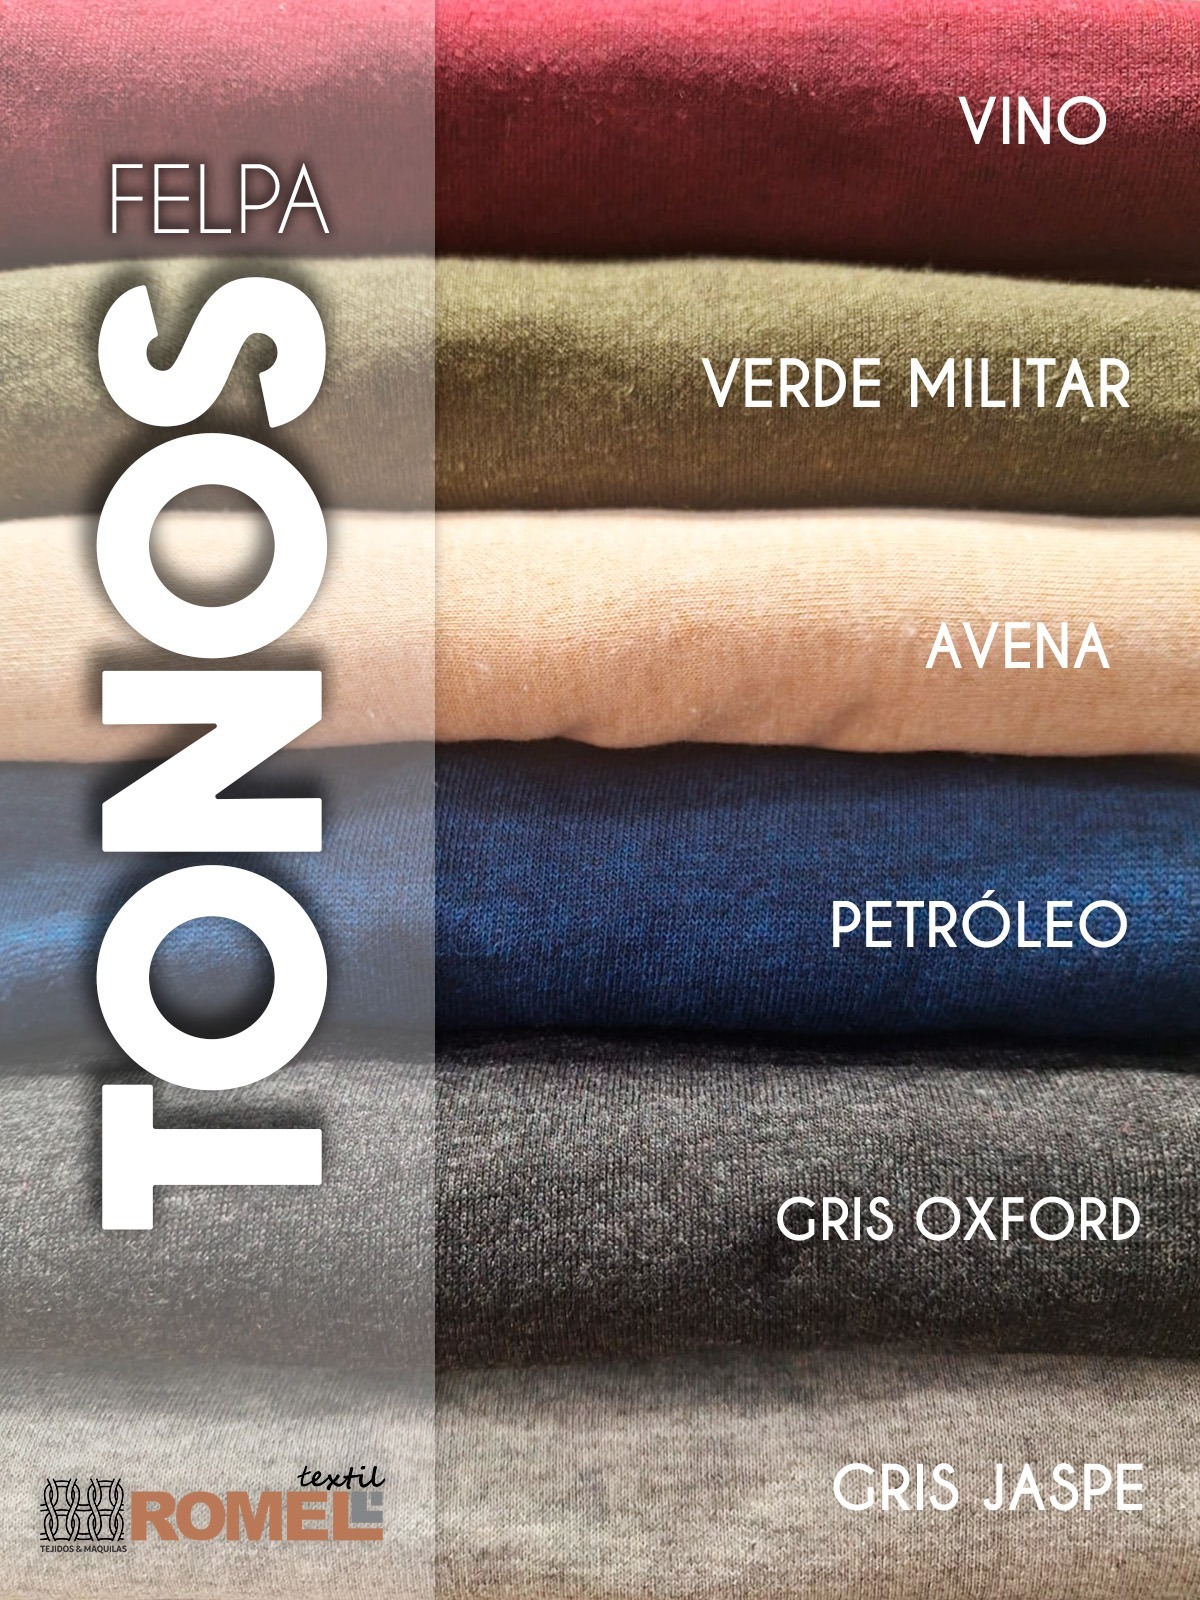 FELPA
TONOS
VINO
VERDE MILITAR
AVENA
PETRÓLEO
GRIS OXFORD
GRIS JASPE
textil
ROMEL
TEJIDOS & MAQUILAS